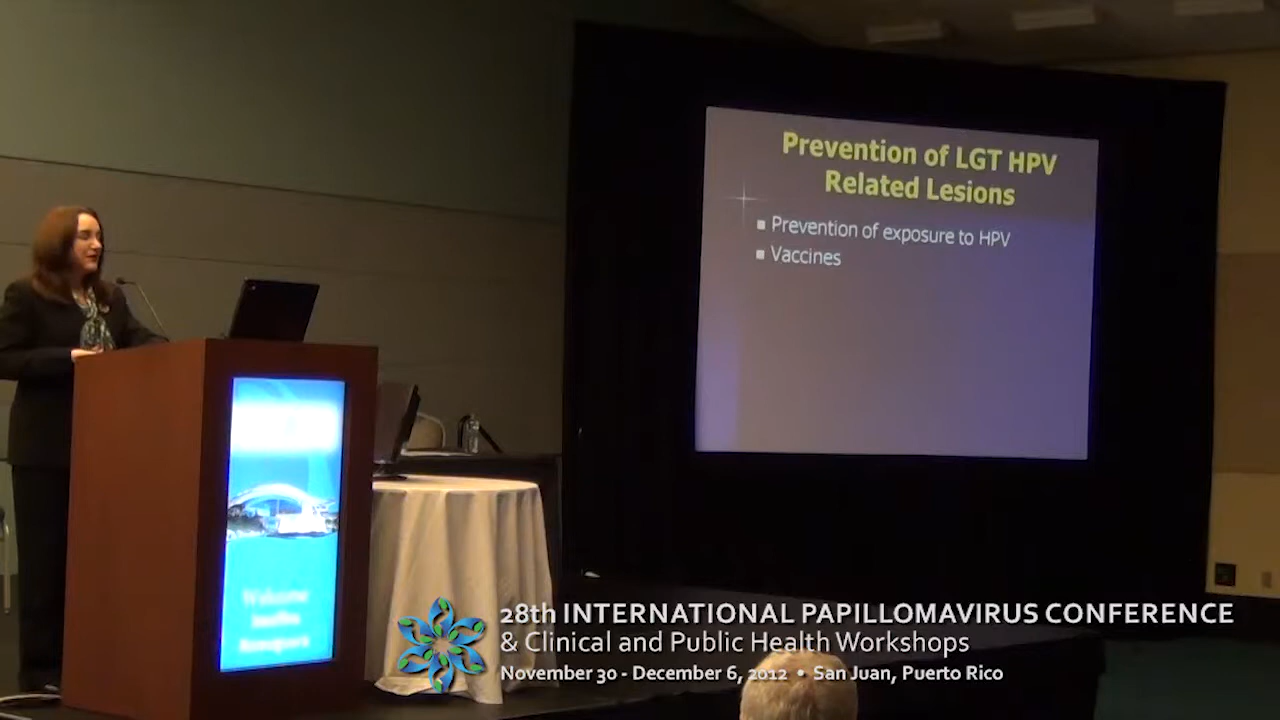 Prevention of LGT HPV
Related Lesions
▪ Prevention of exposure to HPV
▪ Vaccines
Welcome
28th INTERNATIONAL PAPILLOMAVIRUS CONFERENCE
& Clinical and Public Health Workshops
November 30 - December 6, 2012 • San Juan, Puerto Rico